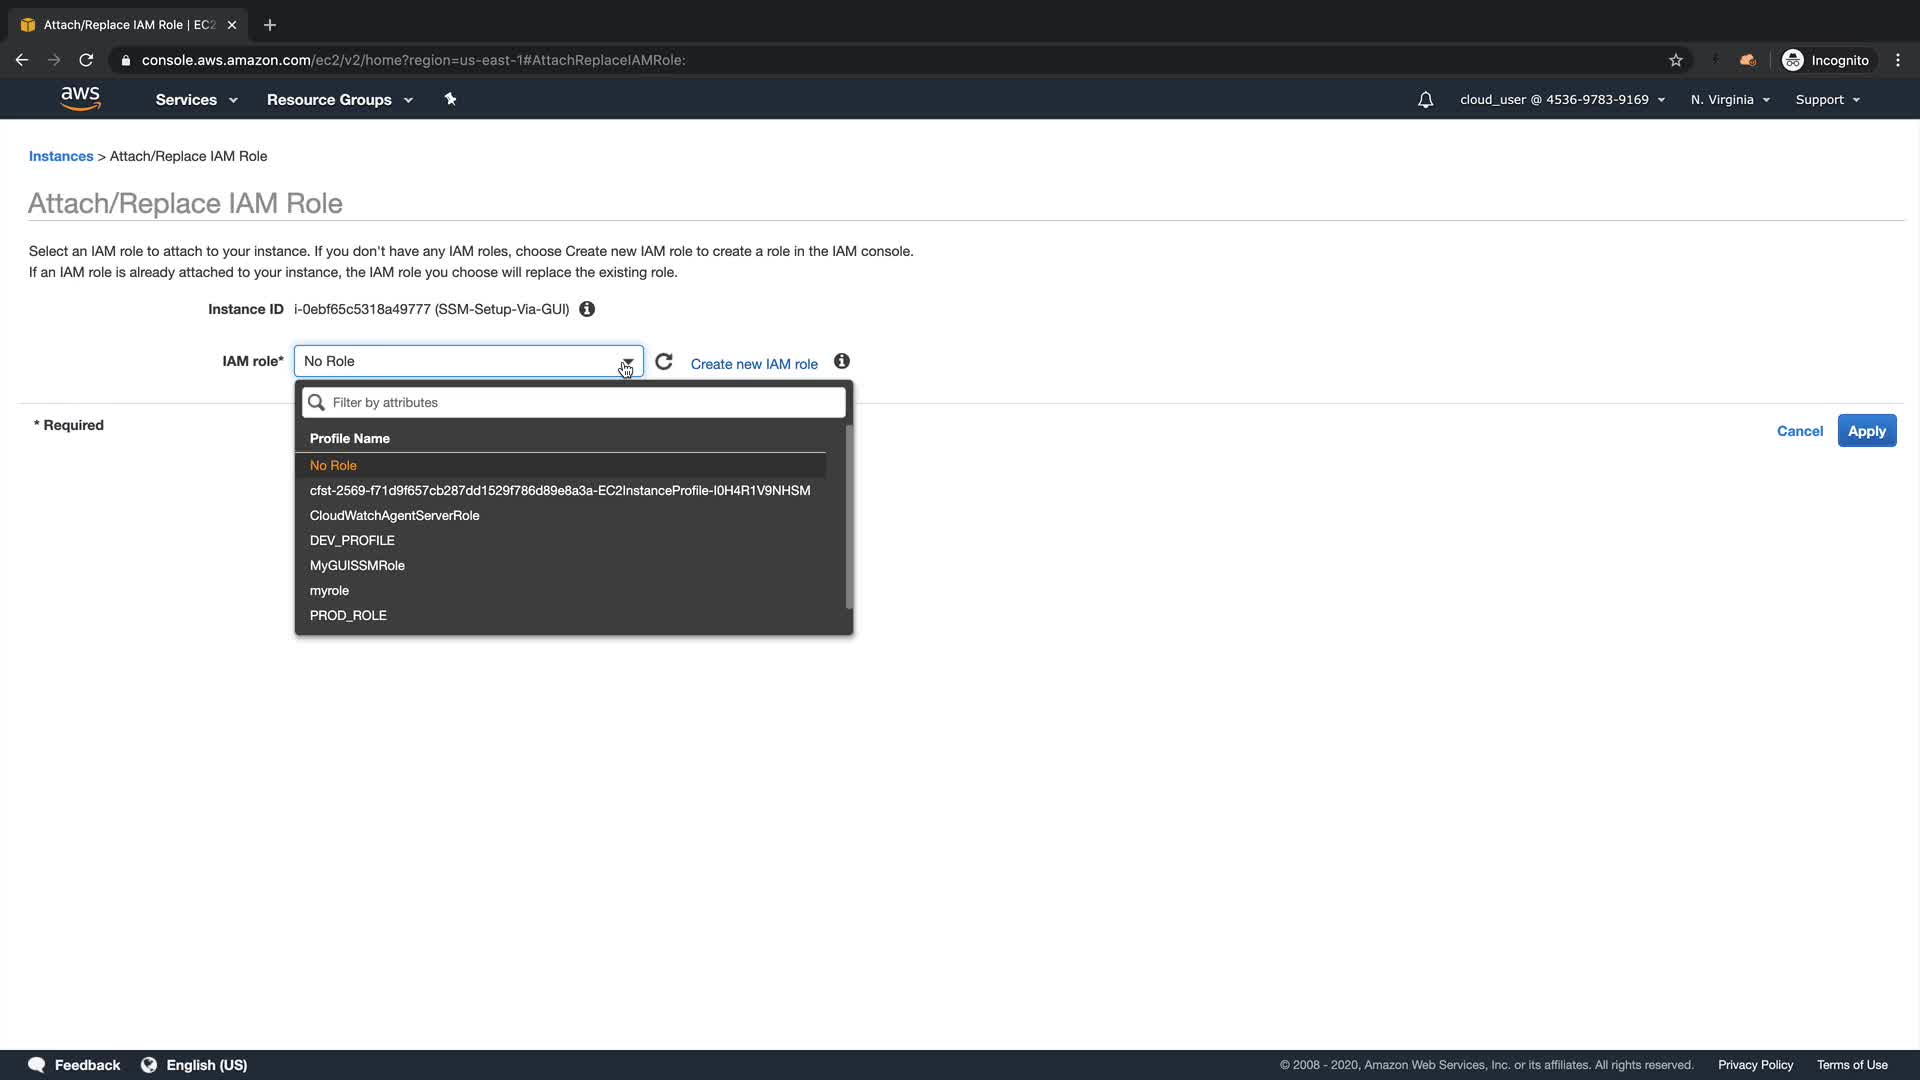 Attach/Replace IAM Role | EC2
console.aws.amazon.com/ec2/v2/home?region=us-east-1#AttachReplaceIAMRole:
Incognito
aws
Services
Resource Groups
cloud_user @ 4536-9783-9169
N. Virginia
Support
Instances > Attach/Replace IAM Role
Attach/Replace IAM Role
Select an IAM role to attach to your instance. If you don't have any IAM roles, choose Create new IAM role to create a role in the IAM console.
If an IAM role is already attached to your instance, the IAM role you choose will replace the existing role.
Instance ID i-0ebf65c5318a49777 (SSM-Setup-Via-GUI)
IAM role* No Role
Create new IAM role
Filter by attributes
* Required
Cancel
Apply
Profile Name
No Role
cfst-2569-f71d9f657cb287dd1529f786d89e8a3a-EC2InstanceProfile-I0H4R1V9NHSM
CloudWatchAgentServerRole
DEV_PROFILE
MyGUISSMRole
myrole
PROD_ROLE
Feedback
English (US)
© 2008 - 2020, Amazon Web Services, Inc. or its affiliates. All rights reserved.
Privacy Policy
Terms of Use